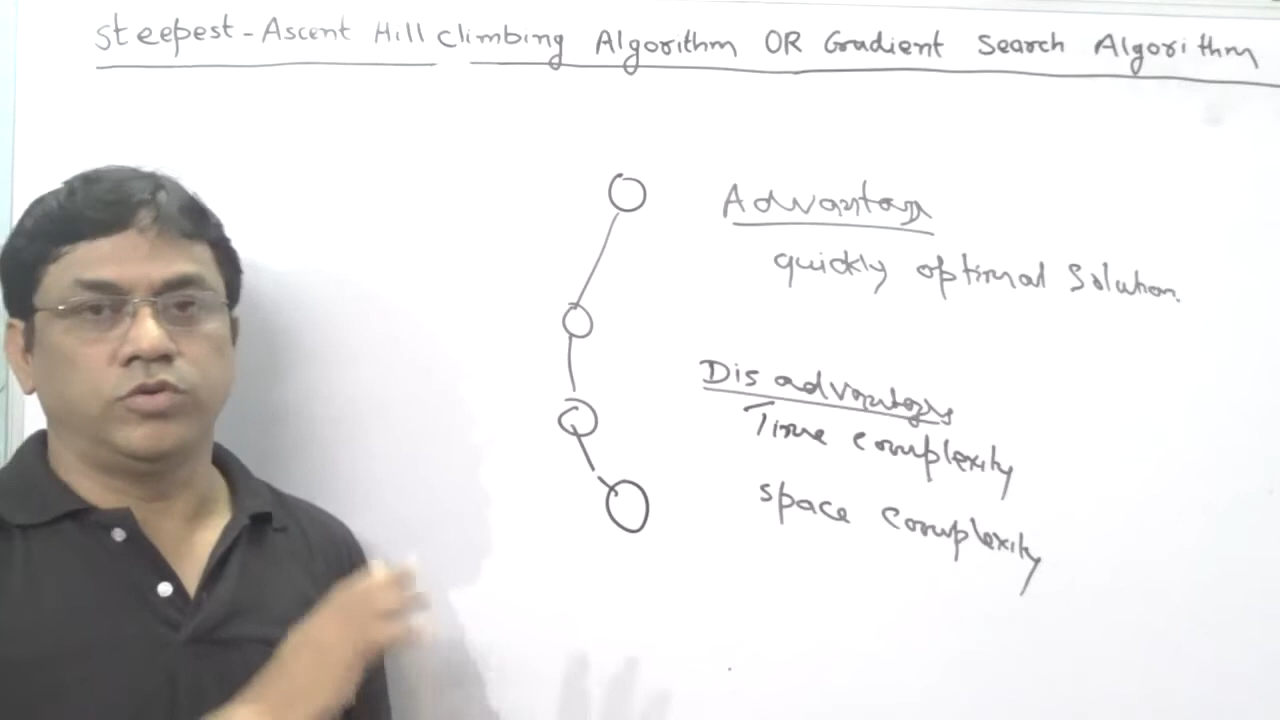 Steepest-Ascent Hill Climbing Algorithm OR Gradient Search Algorithm
Advantage
quickly optimal Solution.
Disadvantages
Time complexity
space complexity